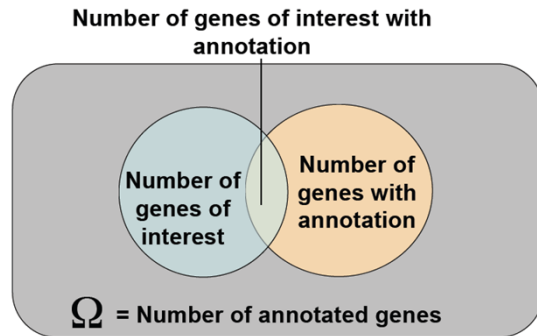 Number of genes of interest with
annotation
Number of
genes of
interest
Number of
genes with
annotation
Ω = Number of annotated genes